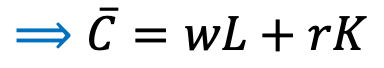 ⟹ C̄ = wL + rK